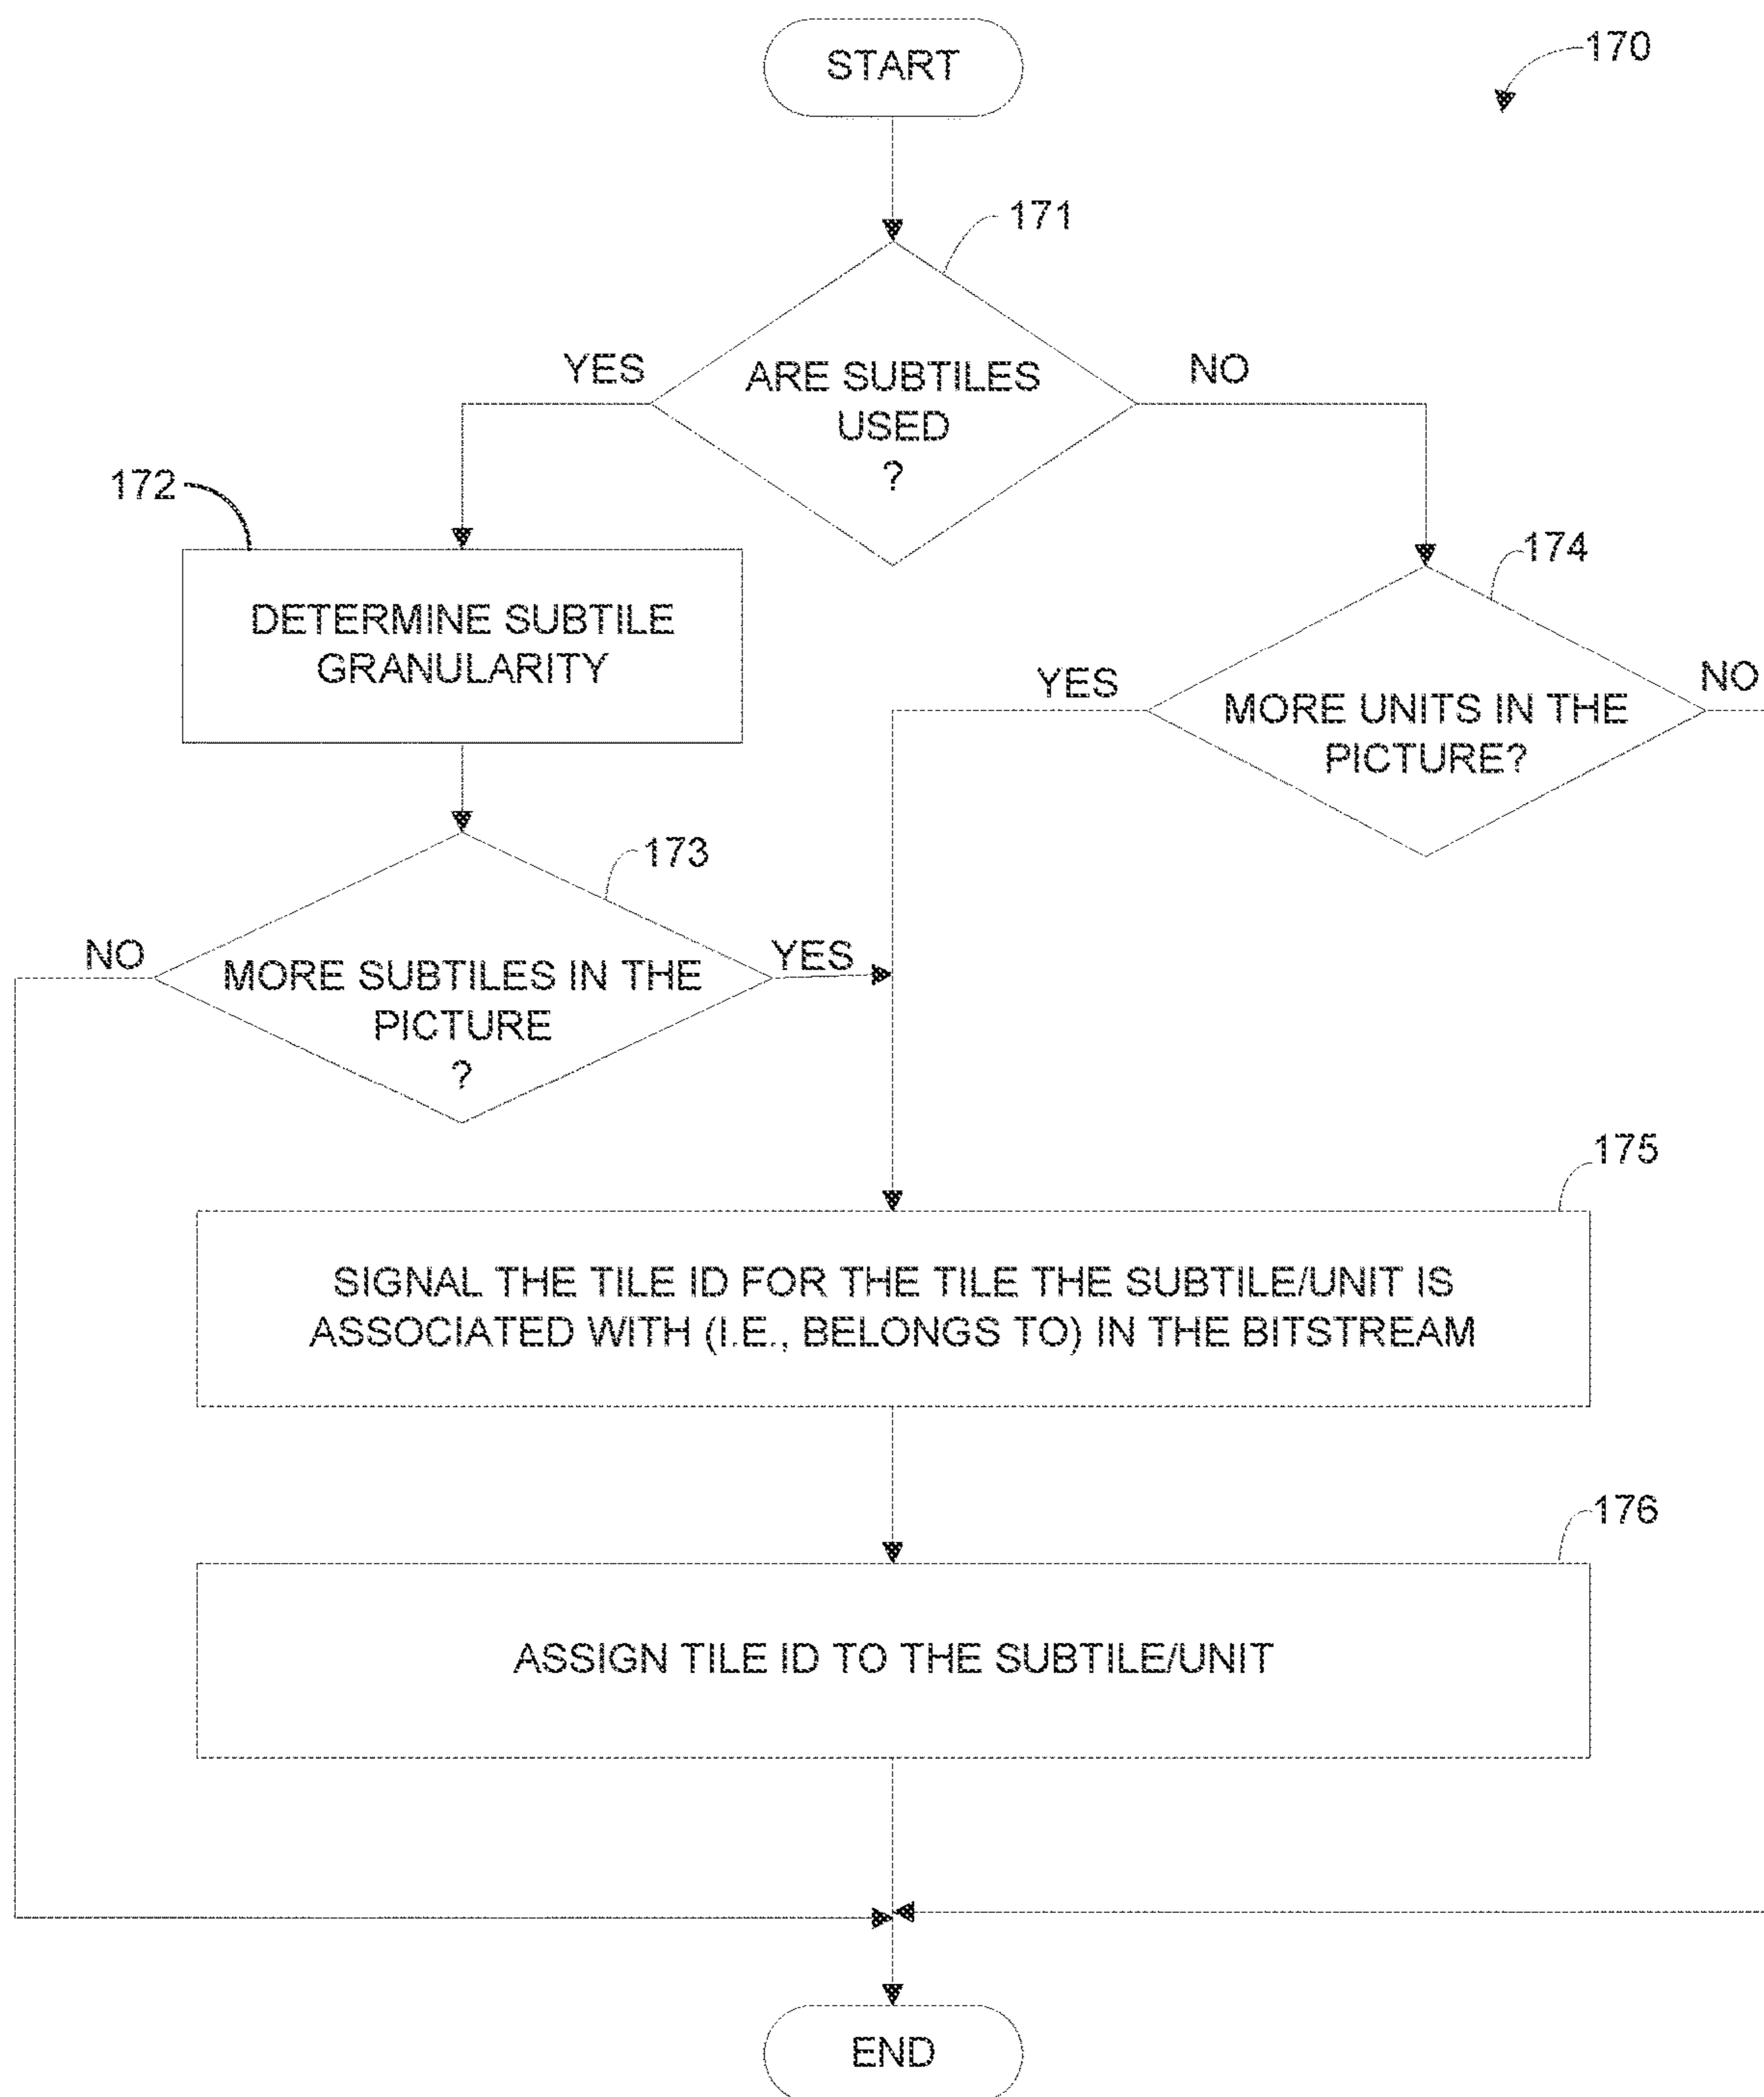 START
170
171
YES
ARE SUBTILES
USED
?
NO
172
174
DETERMINE SUBTILE
GRANULARITY
YES
MORE UNITS IN THE
PICTURE?
NO
173
NO
MORE SUBTILES IN THE
PICTURE
?
YES
175
SIGNAL THE TILE ID FOR THE TILE THE SUBTILE/UNIT IS
ASSOCIATED WITH (I.E., BELONGS TO) IN THE BITSTREAM
176
ASSIGN TILE ID TO THE SUBTILE/UNIT
END